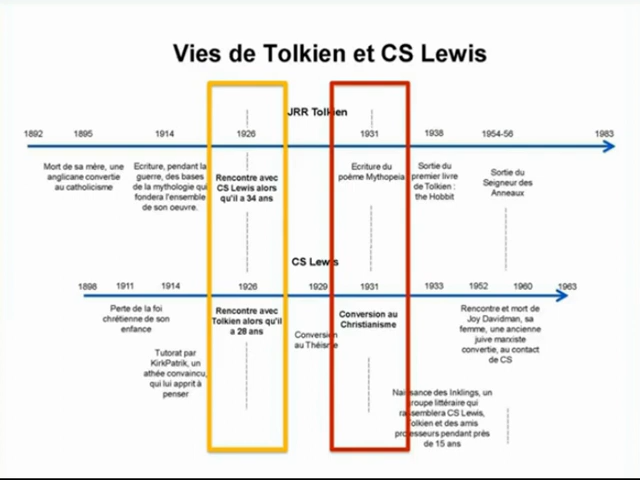 Vies de Tolkien et CS Lewis
JRR Tolkien
1892 1895 1914 1926 1931 1938 1954-56 1983
Mort de sa mère, une
anglicane convertie
au catholicisme
Ecriture, pendant la
guerre, des bases
de la mythologie qui
fondera l'ensemble
de son oeuvre.
Rencontre avec
CS Lewis alors
qu'il a 34 ans
Ecriture du
poème Mythopeia
Sortie du
premier livre
de Tolkien :
the Hobbit
Sortie du
Seigneur des
Anneaux
CS Lewis
1898 1911 1914 1926 1929 1931 1933 1952 1960 1963
Perte de la foi
chrétienne de son
enfance
Tutorat par
KirkPatrik, un
athée convaincu,
qui lui apprit à
penser
Rencontre avec
Tolkien alors qu'il
a 28 ans
Conversion
au Théisme
Conversion au
Christianisme
Naissance des Inklings, un
groupe littéraire qui
rassemblera CS Lewis,
Tolkien et des amis
professeurs pendant près
de 15 ans
Rencontre et mort de
Joy Davidman, sa
femme, une ancienne
juive marxiste
convertie, au contact
de CS